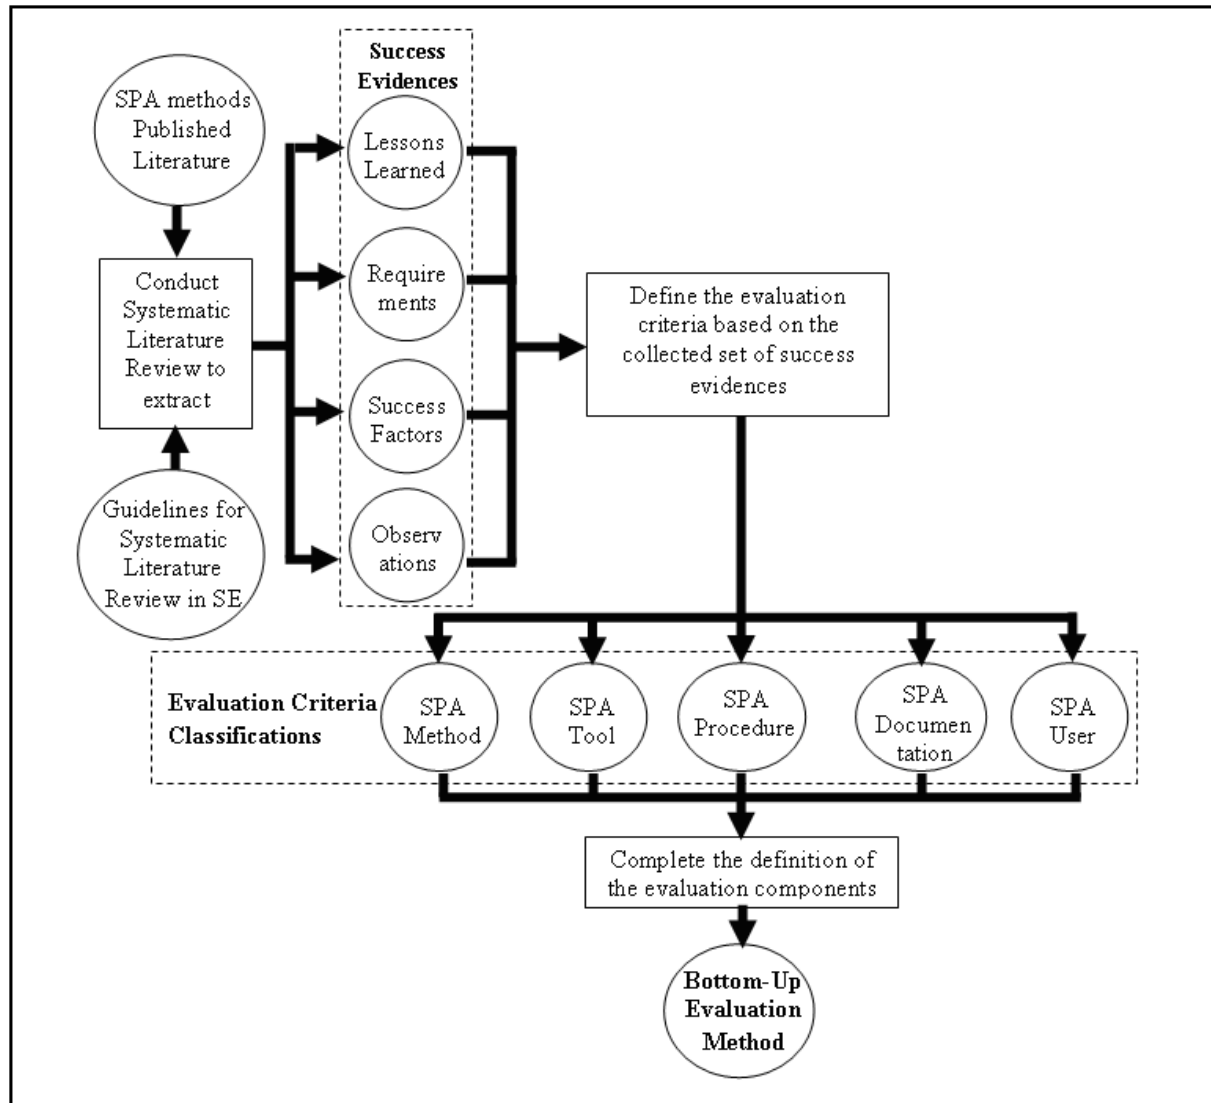 SPA methods
Published
Literature
Conduct
Systematic
Literature
Review to
extract
Guidelines for
Systematic
Literature
Review in SE
Success
Evidences
Lessons
Learned
Require
ments
Success
Factors
Observ
ations
Define the evaluation
criteria based on the
collected set of success
evidences
Evaluation Criteria
Classifications
SPA
Method
SPA
Tool
SPA
Procedure
SPA
Documen
tation
SPA
User
Complete the definition of
the evaluation components
Bottom-Up
Evaluation
Method